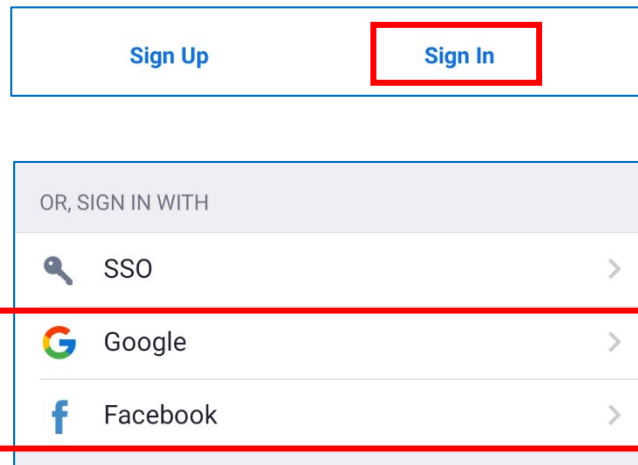 Sign Up Sign In
OR, SIGN IN WITH
SSO
Google
Facebook